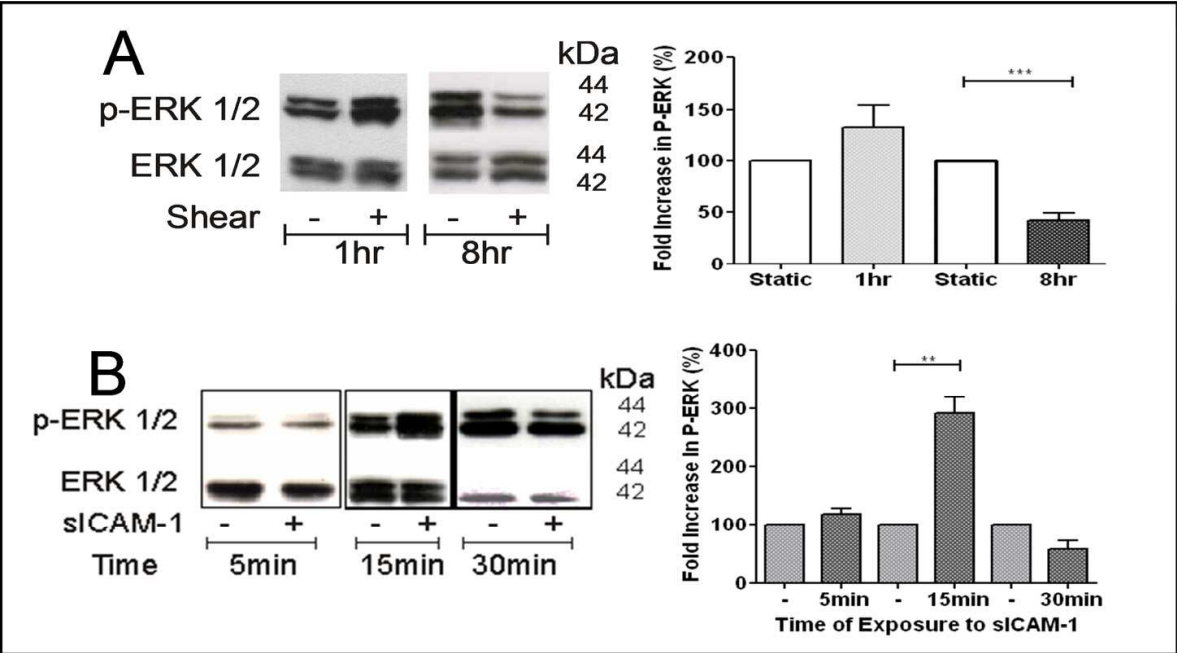 A
kDa
p-ERK 1/2
44
42
ERK 1/2
44
42
Shear - + - +
1hr 8hr
Fold Increase in P-ERK (%)
200
150
100
50
0
***
Static 1hr Static 8hr
B
kDa
p-ERK 1/2
44
42
ERK 1/2
44
42
sICAM-1 - + - + - +
Time 5min 15min 30min
Fold Increase In P-ERK (%)
400
300
200
100
0
**
- 5min - 15min - 30min
Time of Exposure to sICAM-1